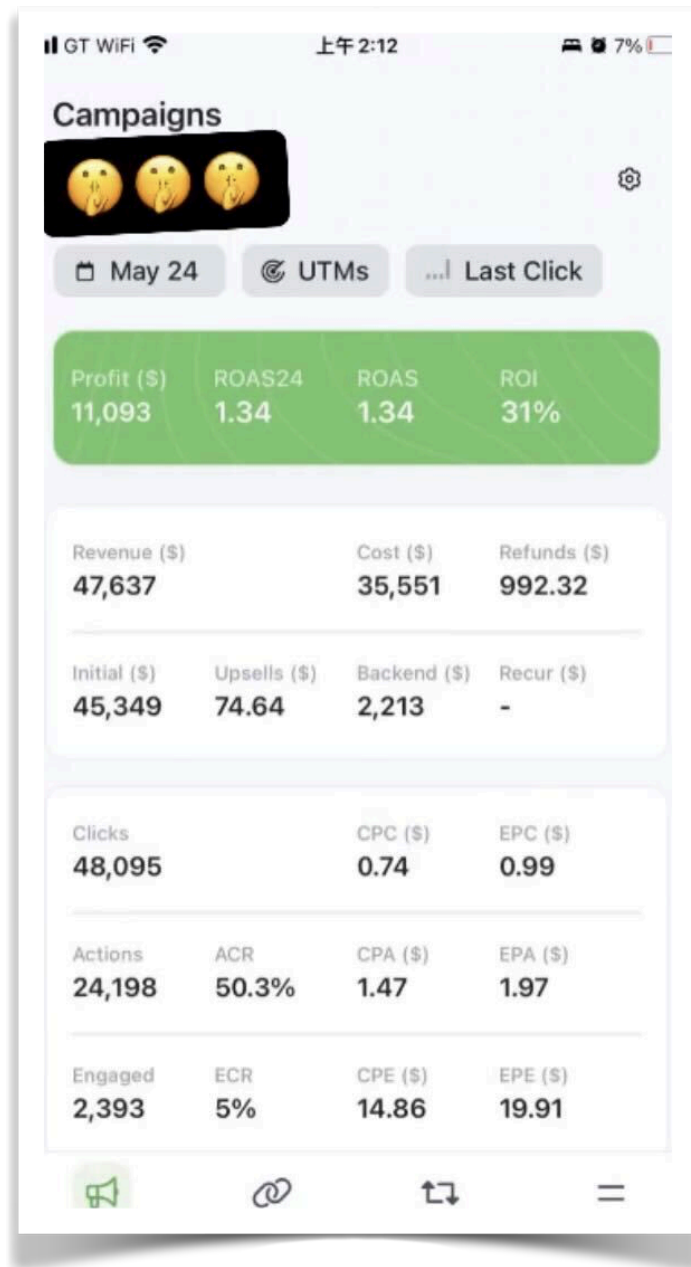 GT WiFi 上午 2:12 7%
Campaigns
May 24 UTMs Last Click
Profit ($) ROAS24 ROAS ROI
11,093 1.34 1.34 31%
Revenue ($) Cost ($) Refunds ($)
47,637 35,551 992.32
Initial ($) Upsells ($) Backend ($) Recur ($)
45,349 74.64 2,213 -
Clicks CPC ($) EPC ($)
48,095 0.74 0.99
Actions ACR CPA ($) EPA ($)
24,198 50.3% 1.47 1.97
Engaged ECR CPE ($) EPE ($)
2,393 5% 14.86 19.91